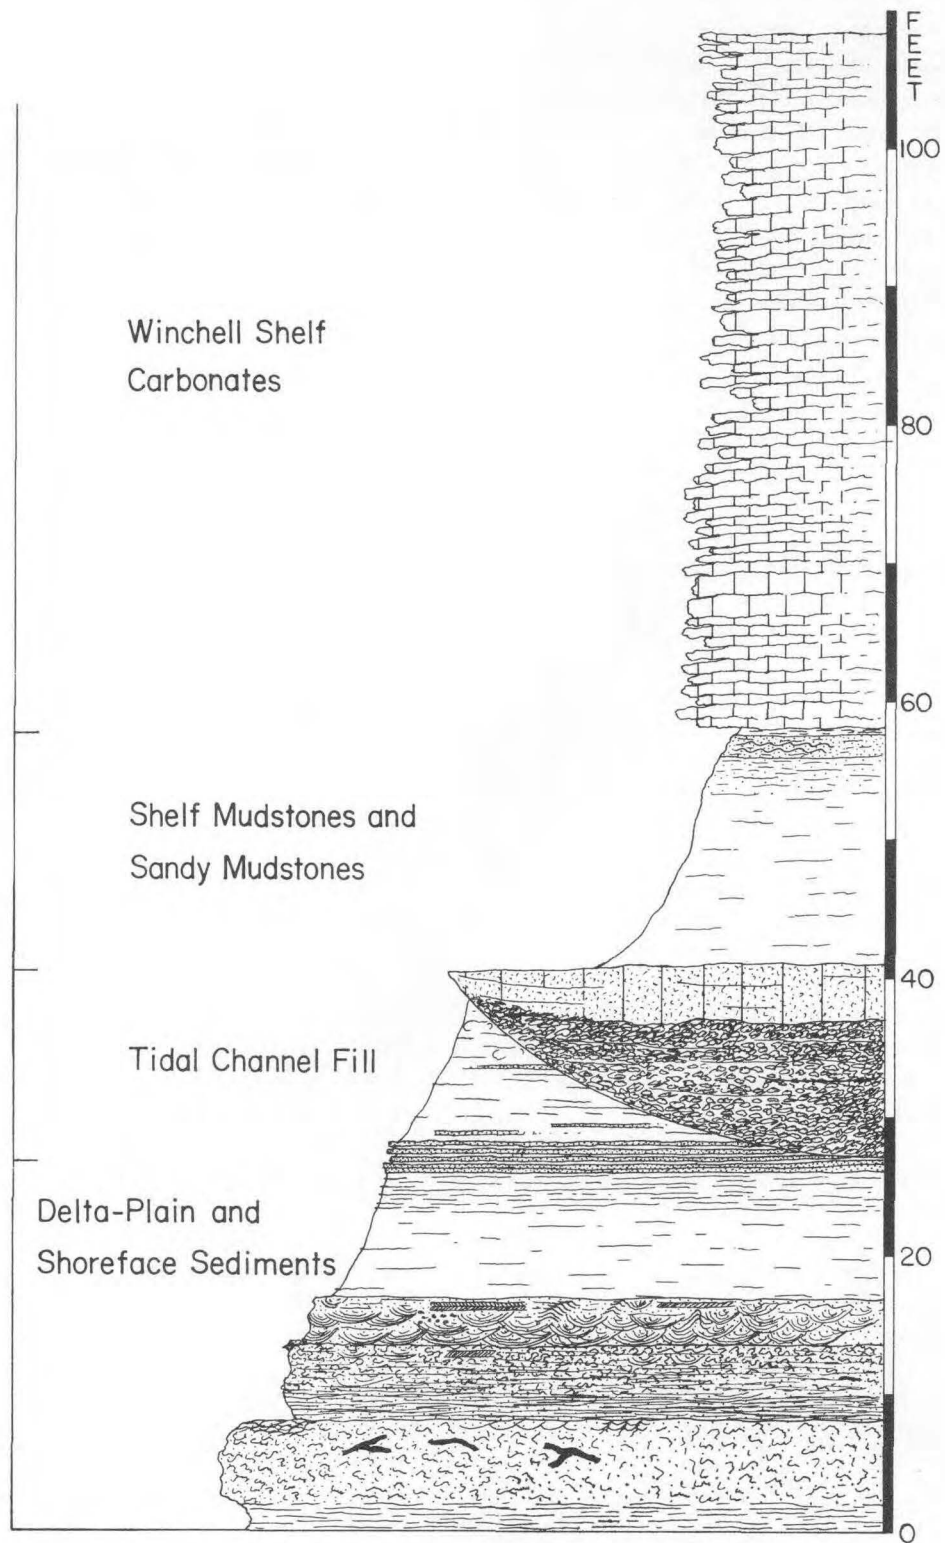 FEET
100
Winchell Shelf
Carbonates
80
60
Shelf Mudstones and
Sandy Mudstones
40
Tidal Channel Fill
Delta-Plain and
Shoreface Sediments
20
0